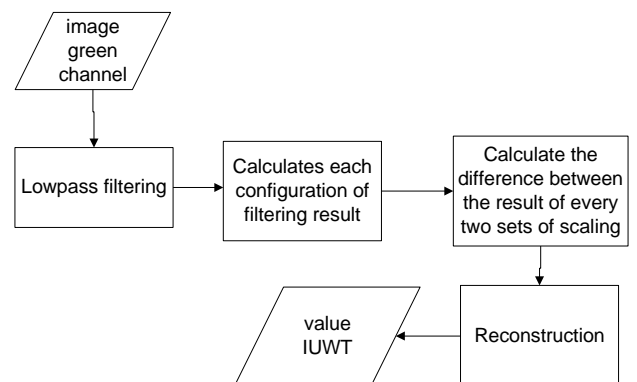 image
green
channel
Lowpass filtering
Calculates each
configuration of
filtering result
Calculate the
difference between
the result of every
two sets of scaling
Reconstruction
value
IUWT